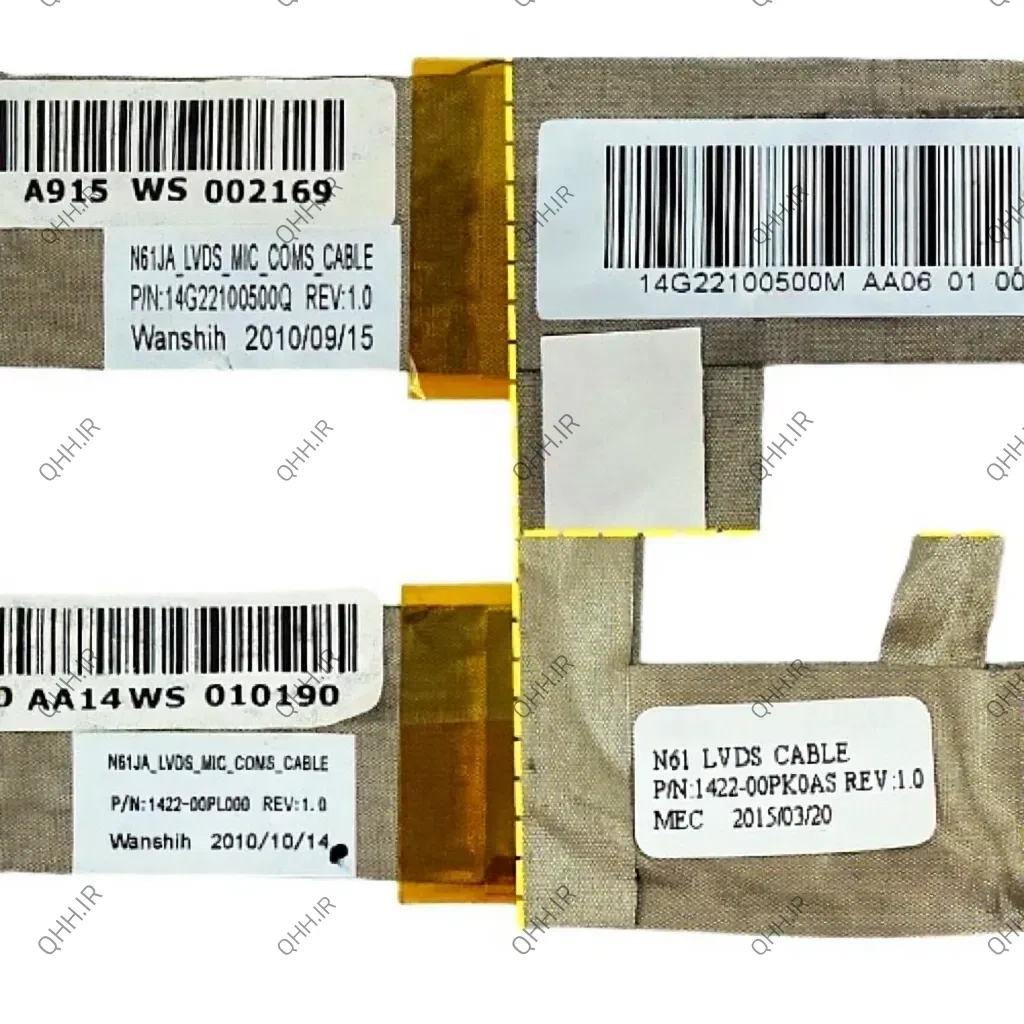 A915 WS 002169
N61JA_LVDS_MIC_COMS_CABLE
P/N:14G22100500Q REV:1.0
Wanshih 2010/09/15
14G22100500M AA06 01 00
AA14WS 010190
N61JA_LVDS_MIC_COMS_CABLE
P/N:1422-00PL000 REV:1.0
Wanshih 2010/10/14
N61 LVDS CABLE
P/N:1422-00PK0AS REV:1.0
MEC 2015/03/20
QHH.IR